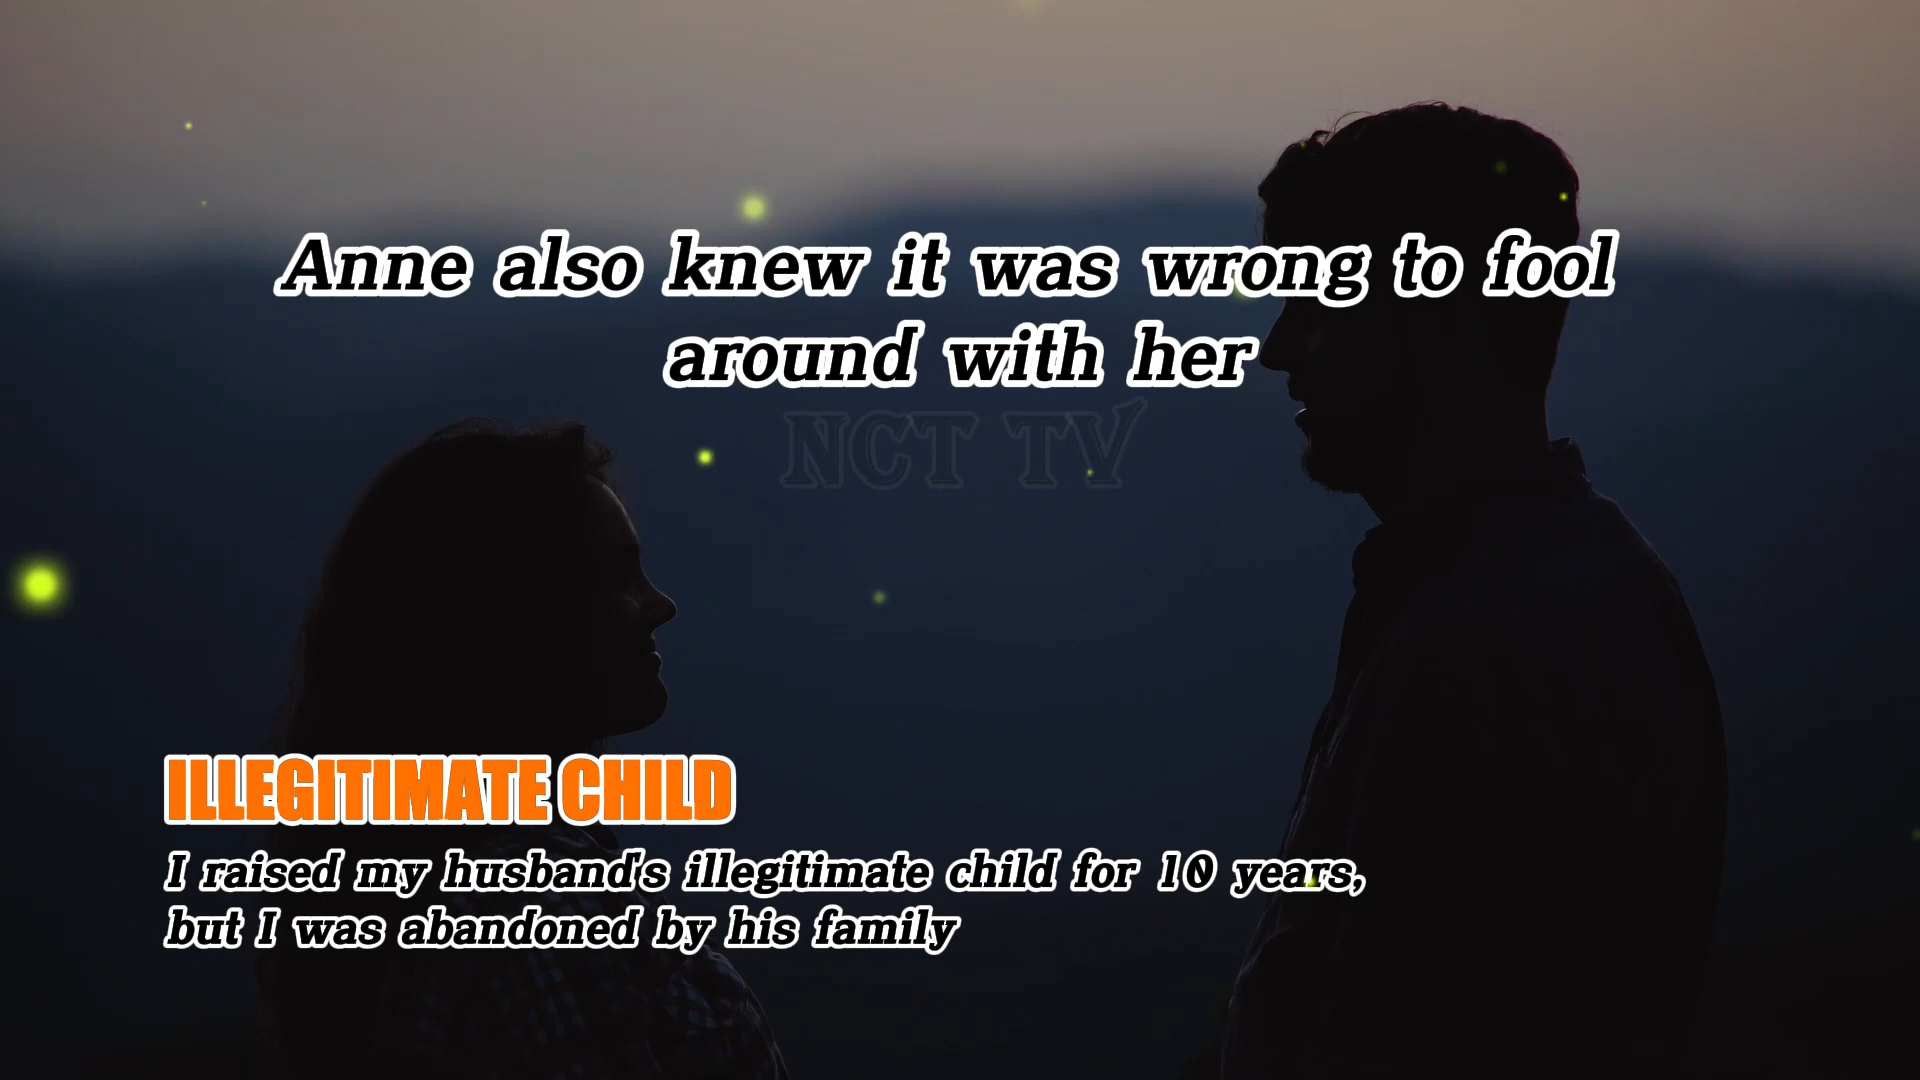 Anne also knew it was wrong to fool
around with her
NCT TV
ILLEGITIMATE CHILD
I raised my husband's illegitimate child for 10 years,
but I was abandoned by his family